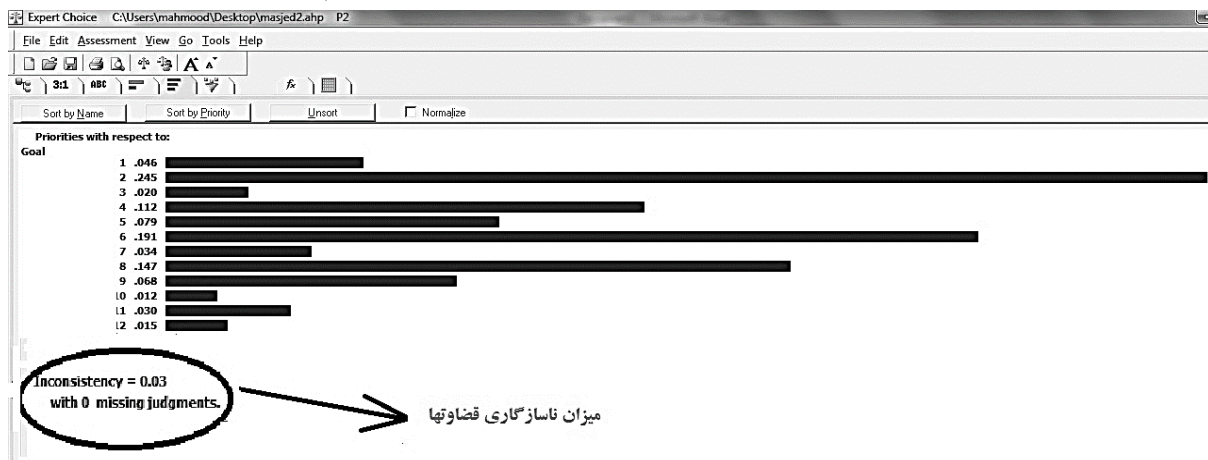 Expert Choice C:\Users\mahmood\Desktop\masjed2.ahp P2
File Edit Assessment View Go Tools Help
3:1 ABC
Sort by Name Sort by Priority Unsort Normalize
Priorities with respect to:
Goal
1 .046
2 .245
3 .020
4 .112
5 .079
6 .191
7 .034
8 .147
9 .068
10 .012
11 .030
12 .015
Inconsistency = 0.03
with 0 missing judgments.
میزان ناسازگاری قضاوتها